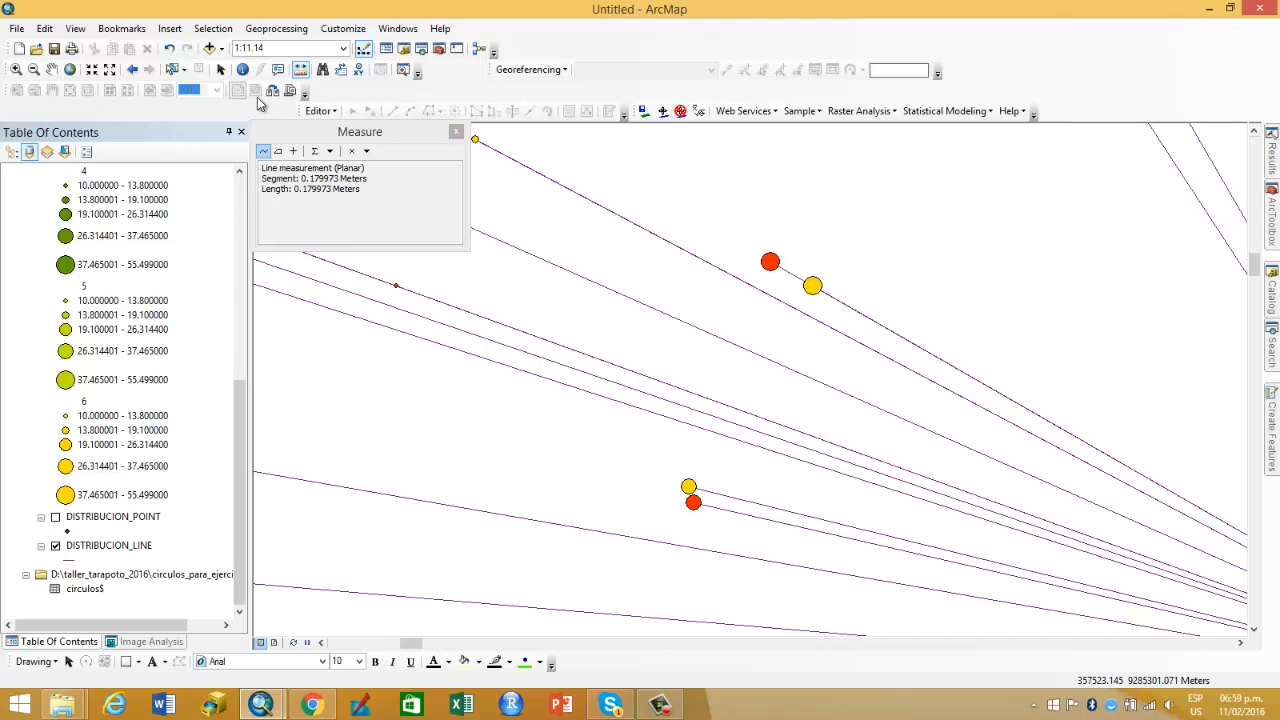 Untitled - ArcMap
File Edit View Bookmarks Insert Selection Geoprocessing Customize Windows Help
1:11.14
Georeferencing
Editor Web Services Sample Raster Analysis Statistical Modeling Help
Table Of Contents
Measure
Line measurement (Planar)
Segment: 0.179973 Meters
Length: 0.179973 Meters
4
10.000000 - 13.800000
13.800001 - 19.100000
19.100001 - 26.314400
26.314401 - 37.465000
37.465001 - 55.499000
5
10.000000 - 13.800000
13.800001 - 19.100000
19.100001 - 26.314400
26.314401 - 37.465000
37.465001 - 55.499000
6
10.000000 - 13.800000
13.800001 - 19.100000
19.100001 - 26.314400
26.314401 - 37.465000
37.465001 - 55.499000
DISTRIBUCION_POINT
DISTRIBUCION_LINE
D:\taller_tarapoto_2016\circulos_para_ejerci
circulos$
Table Of Contents Image Analysis
Results
ArcToolbox
Catalog
Search
Create Features
Drawing Arial 10 B I U A
357523.145 9285301.071 Meters
ESP 06:59 p.m.
US 11/02/2016